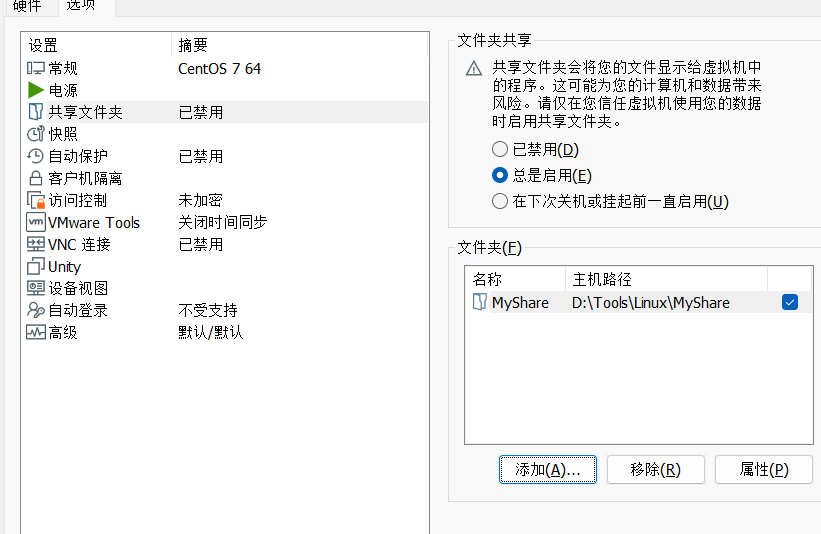 硬件 选项
设置 摘要
常规 CentOS 7 64
电源
共享文件夹 已禁用
快照
自动保护 已禁用
客户机隔离
访问控制 未加密
VMware Tools 关闭时间同步
VNC 连接 已禁用
Unity
设备视图
自动登录 不受支持
高级 默认/默认
文件夹共享
共享文件夹会将您的文件显示给虚拟机中
的程序。这可能为您的计算机和数据带来
风险。请仅在您信任虚拟机使用您的数据
时启用共享文件夹。
已禁用(D)
总是启用(E)
在下次关机或挂起前一直启用(U)
文件夹(F)
名称 主机路径
MyShare D:\Tools\Linux\MyShare
添加(A)... 移除(R) 属性(P)